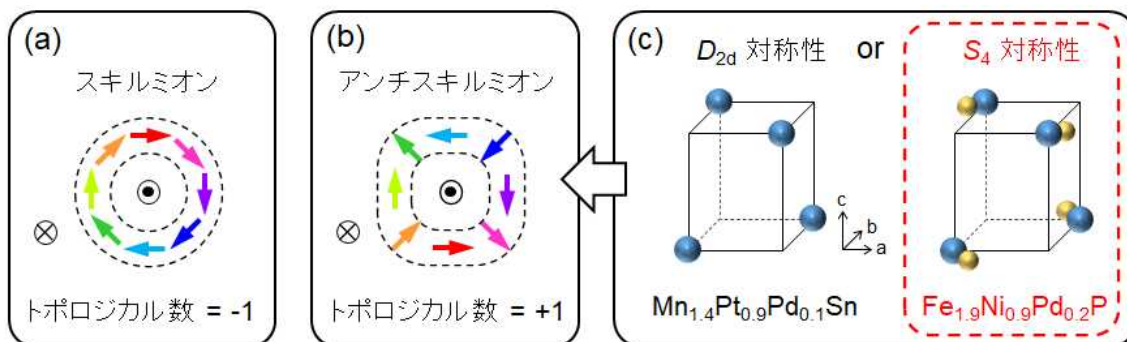 (a)
スキルミオン
トポロジカル数 = -1
(b)
アンチスキルミオン
トポロジカル数 = +1
(c)
D2d 対称性 or S4 対称性
c
b
a
Mn1.4Pt0.9Pd0.1Sn
Fe1.9Ni0.9Pd0.2P